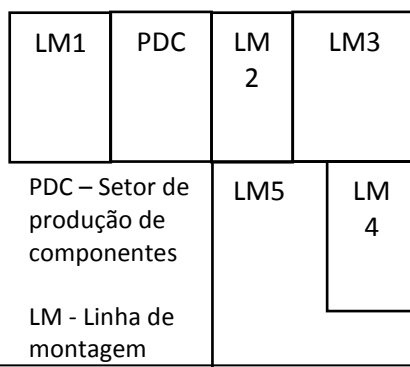 LM1
PDC
LM
2
LM3
PDC – Setor de
produção de
componentes
LM - Linha de
montagem
LM5
LM
4